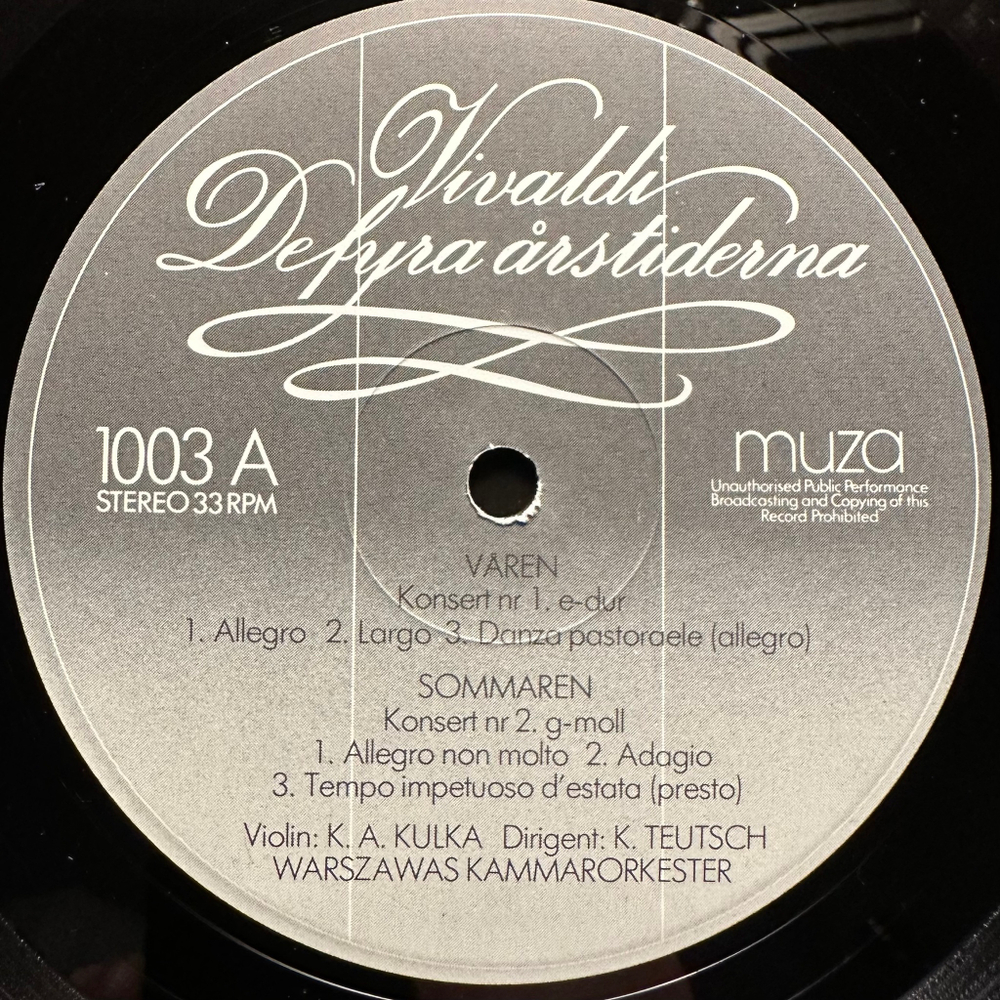 Vivaldi
De fyra årstiderna
1003 A
STEREO 33 RPM
muza
Unauthorised Public Performance
Broadcasting and Copying of this
Record Prohibited
VÅREN
Konsert nr 1. e-dur
1. Allegro 2. Largo 3. Danza pastoraele (allegro)
SOMMAREN
Konsert nr 2. g-moll
1. Allegro non molto 2. Adagio
3. Tempo impetuoso d'estata (presto)
Violin: K. A. KULKA Dirigent: K. TEUTSCH
WARSZAWAS KAMMARORKESTER